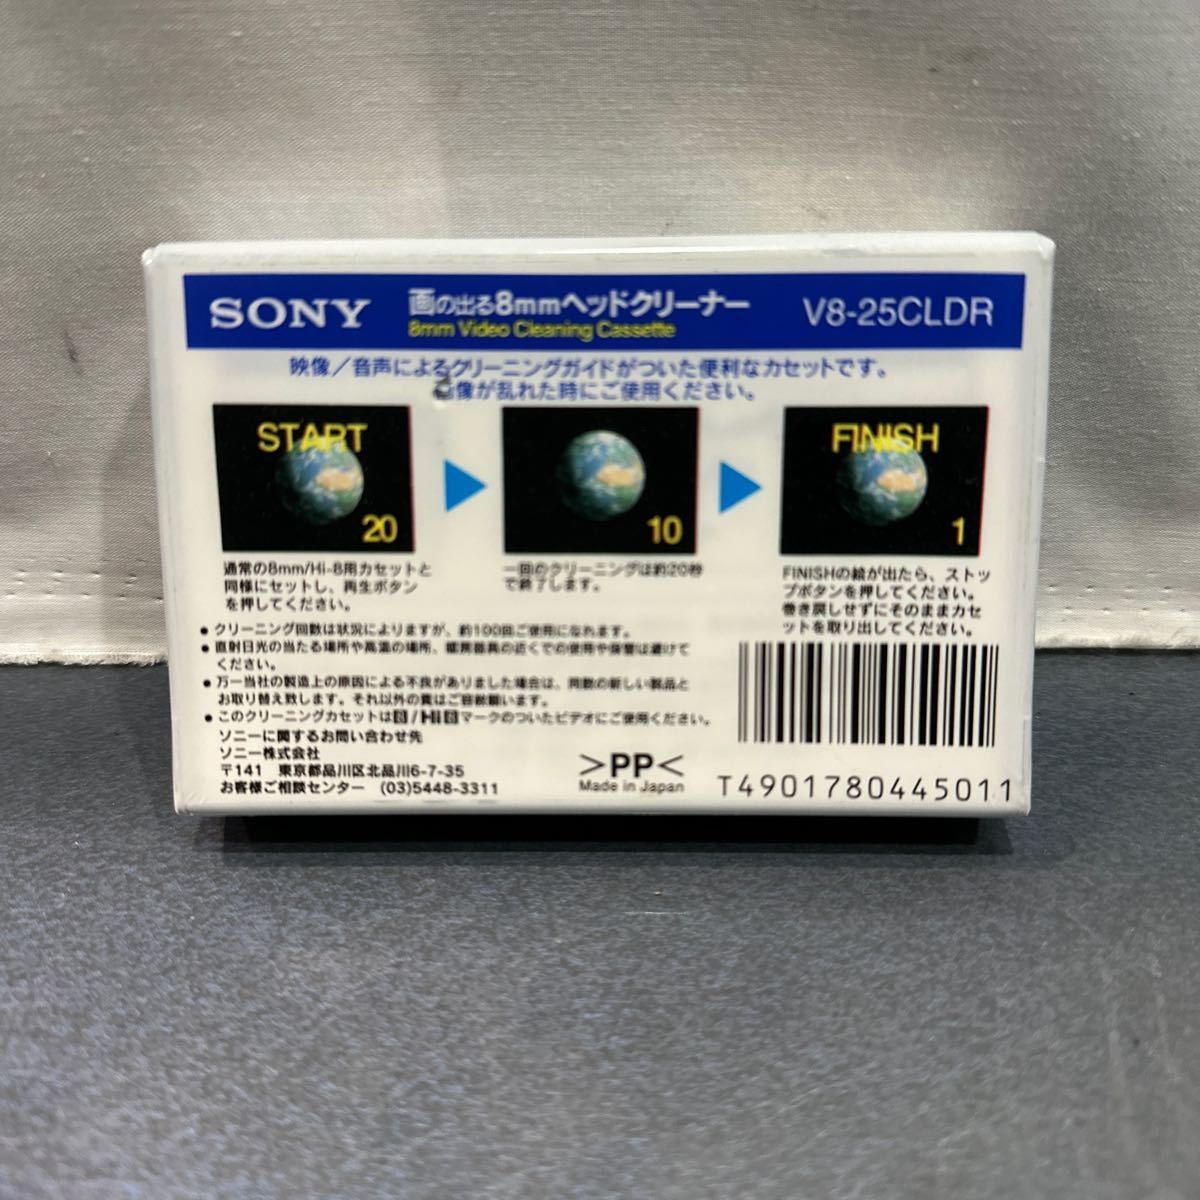 SONY
画の出る8mmヘッドクリーナー
8mm Video Cleaning Cassette
V8-25CLDR
映像／音声によるクリーニングガイドがついた便利なカセットです。
像が乱れた時にご使用ください。
START
20
10
FINISH
1
通常の8mm/Hi-8用カセットと
同様にセットし、再生ボタン
を押してください。
一回のクリーニングは約20秒
で終了します。
FINISHの絵が出たら、ストッ
プボタンを押してください。
巻き戻しせずにそのままカセ
ットを取り出してください。
● クリーニング回数は状況によりますが、約100回ご使用になれます。
● 直射日光の当たる場所や高温の場所、暖房器具の近くでの使用や保管は避けて
ください。
● 万一当社の製造上の原因による不良がありました場合は、同数の新しい製品と
お取り替え致します。それ以外の責はご容赦願います。
● このクリーニングカセットは8/Hi8マークのついたビデオにご使用ください。
ソニーに関するお問い合わせ先
ソニー株式会社
〒141 東京都品川区北品川6-7-35
お客様ご相談センター (03)5448-3311
>PP<
Made in Japan
T4901780445011